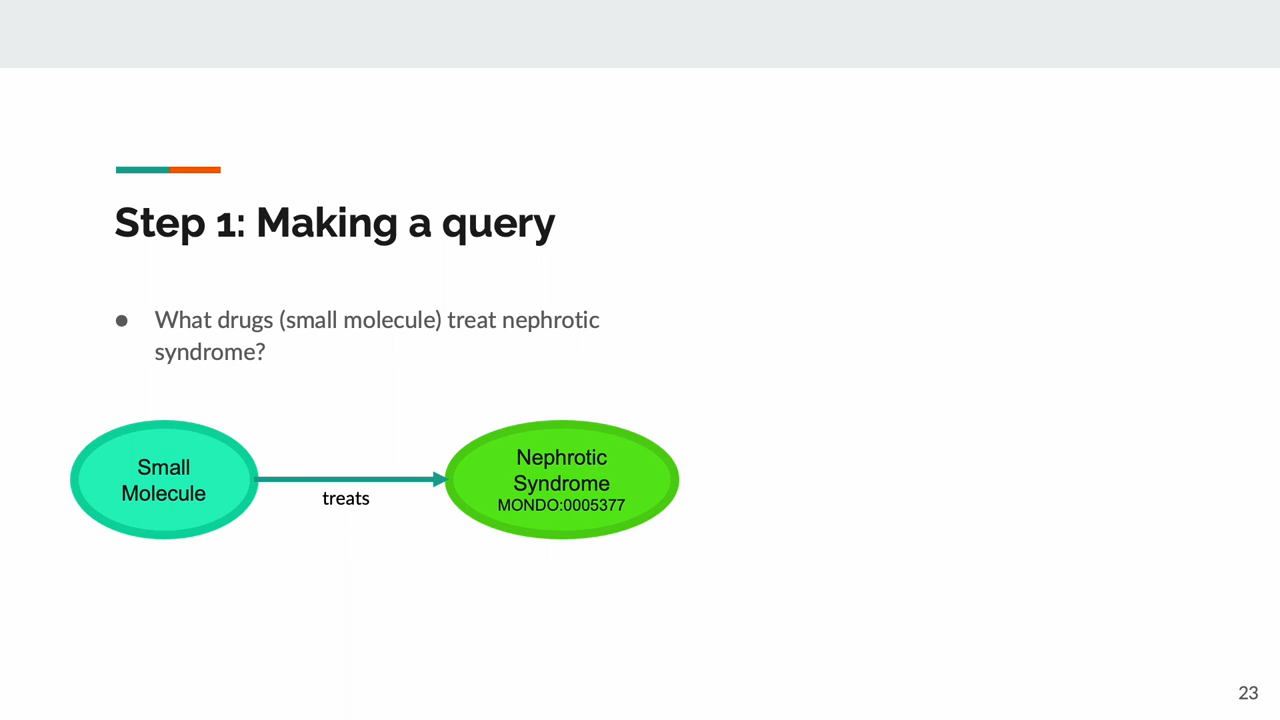 Step 1: Making a query
● What drugs (small molecule) treat nephrotic
syndrome?
Small
Molecule
treats
Nephrotic
Syndrome
MONDO:0005377
23